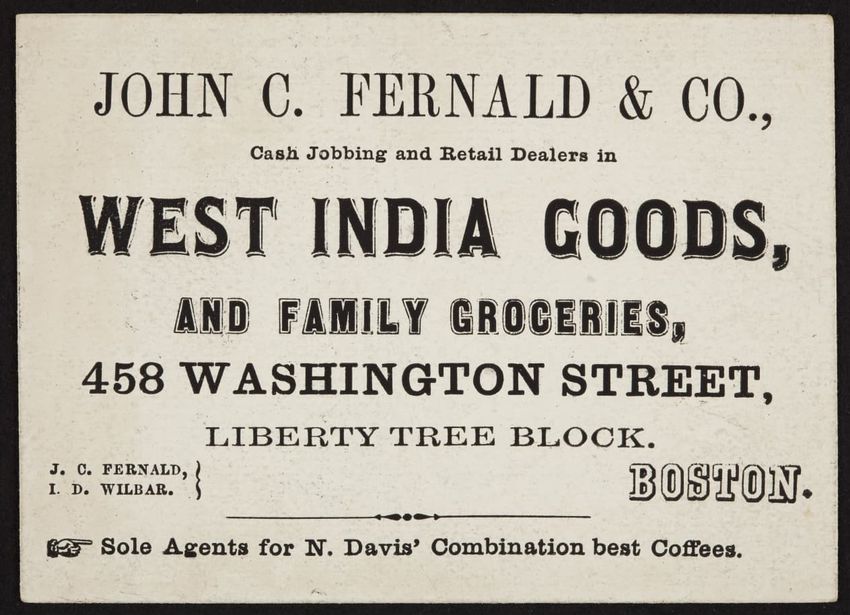 JOHN C. FERNALD & CO.,
Cash Jobbing and Retail Dealers in
WEST INDIA GOODS,
AND FAMILY GROCERIES,
458 WASHINGTON STREET,
LIBERTY TREE BLOCK.
J. C. FERNALD,
I. D. WILBAR.
BOSTON.
Sole Agents for N. Davis' Combination best Coffees.